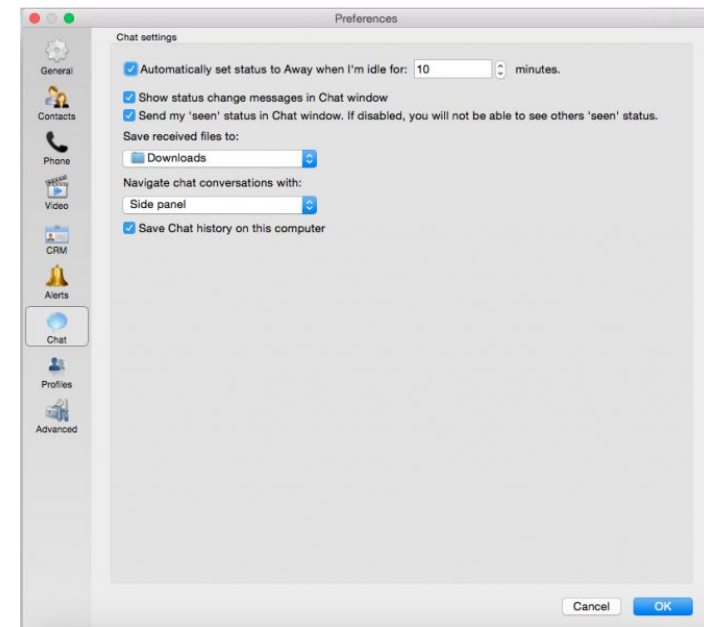 Preferences
General
Contacts
Phone
Video
CRM
Alerts
Chat
Profiles
Advanced
Chat settings
Automatically set status to Away when I'm idle for: 10 minutes.
Show status change messages in Chat window
Send my 'seen' status in Chat window. If disabled, you will not be able to see others 'seen' status.
Save received files to:
Downloads
Navigate chat conversations with:
Side panel
Save Chat history on this computer
Cancel OK